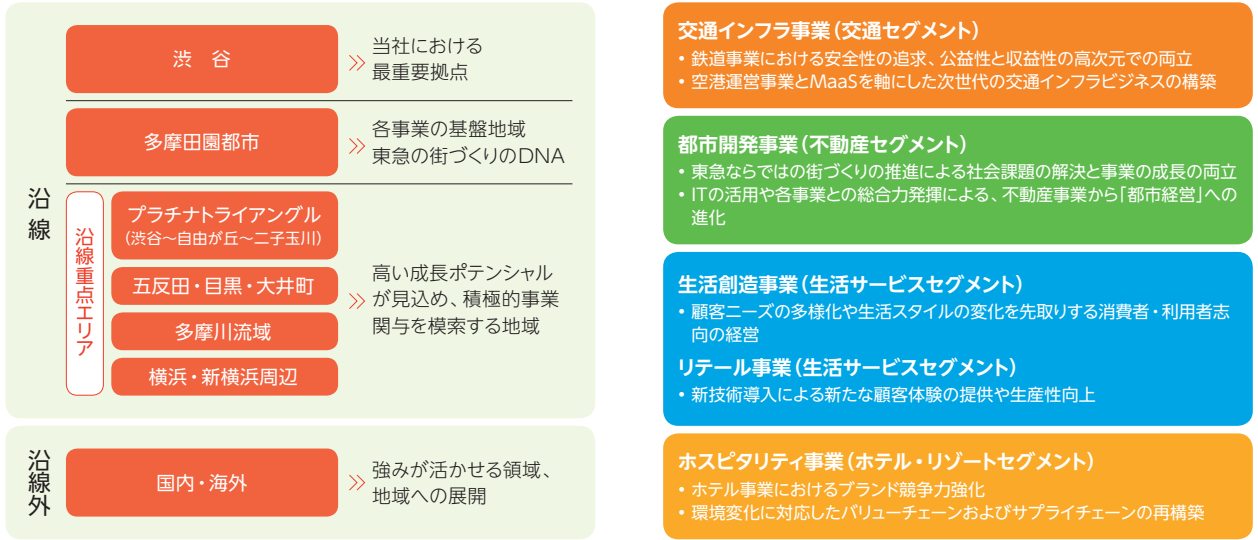 沿線
渋　谷
≫
当社における
最重要拠点
多摩田園都市
≫
各事業の基盤地域
東急の街づくりのDNA
沿線重点エリア
プラチナトライアングル
(渋谷～自由が丘～二子玉川)
五反田・目黒・大井町
多摩川流域
横浜・新横浜周辺
≫
高い成長ポテンシャル
が見込め、積極的事業
関与を模索する地域
沿線外
国内・海外
≫
強みが活かせる領域、
地域への展開
交通インフラ事業（交通セグメント）
• 鉄道事業における安全性の追求、公益性と収益性の高次元での両立
• 空港運営事業とMaaSを軸にした次世代の交通インフラビジネスの構築
都市開発事業（不動産セグメント）
• 東急ならではの街づくりの推進による社会課題の解決と事業の成長の両立
• ITの活用や各事業との総合力発揮による、不動産事業から「都市経営」への
進化
生活創造事業（生活サービスセグメント）
• 顧客ニーズの多様化や生活スタイルの変化を先取りする消費者・利用者志
向の経営
リテール事業（生活サービスセグメント）
• 新技術導入による新たな顧客体験の提供や生産性向上
ホスピタリティ事業（ホテル・リゾートセグメント）
• ホテル事業におけるブランド競争力強化
• 環境変化に対応したバリューチェーンおよびサプライチェーンの再構築